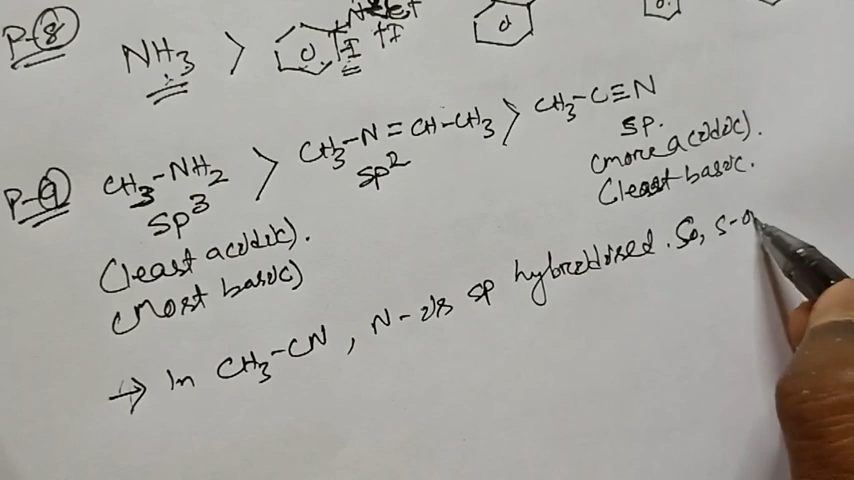 P-8 NH3 >
I +I
P-9 CH3-NH2 > CH3-N=CH-CH3 > CH3-C≡N
sp3 sp2 sp.
(least acidic). (more acidic).
(Most basic) (least basic.
→ In CH3-CN, N-is sp hybridised. So, s-